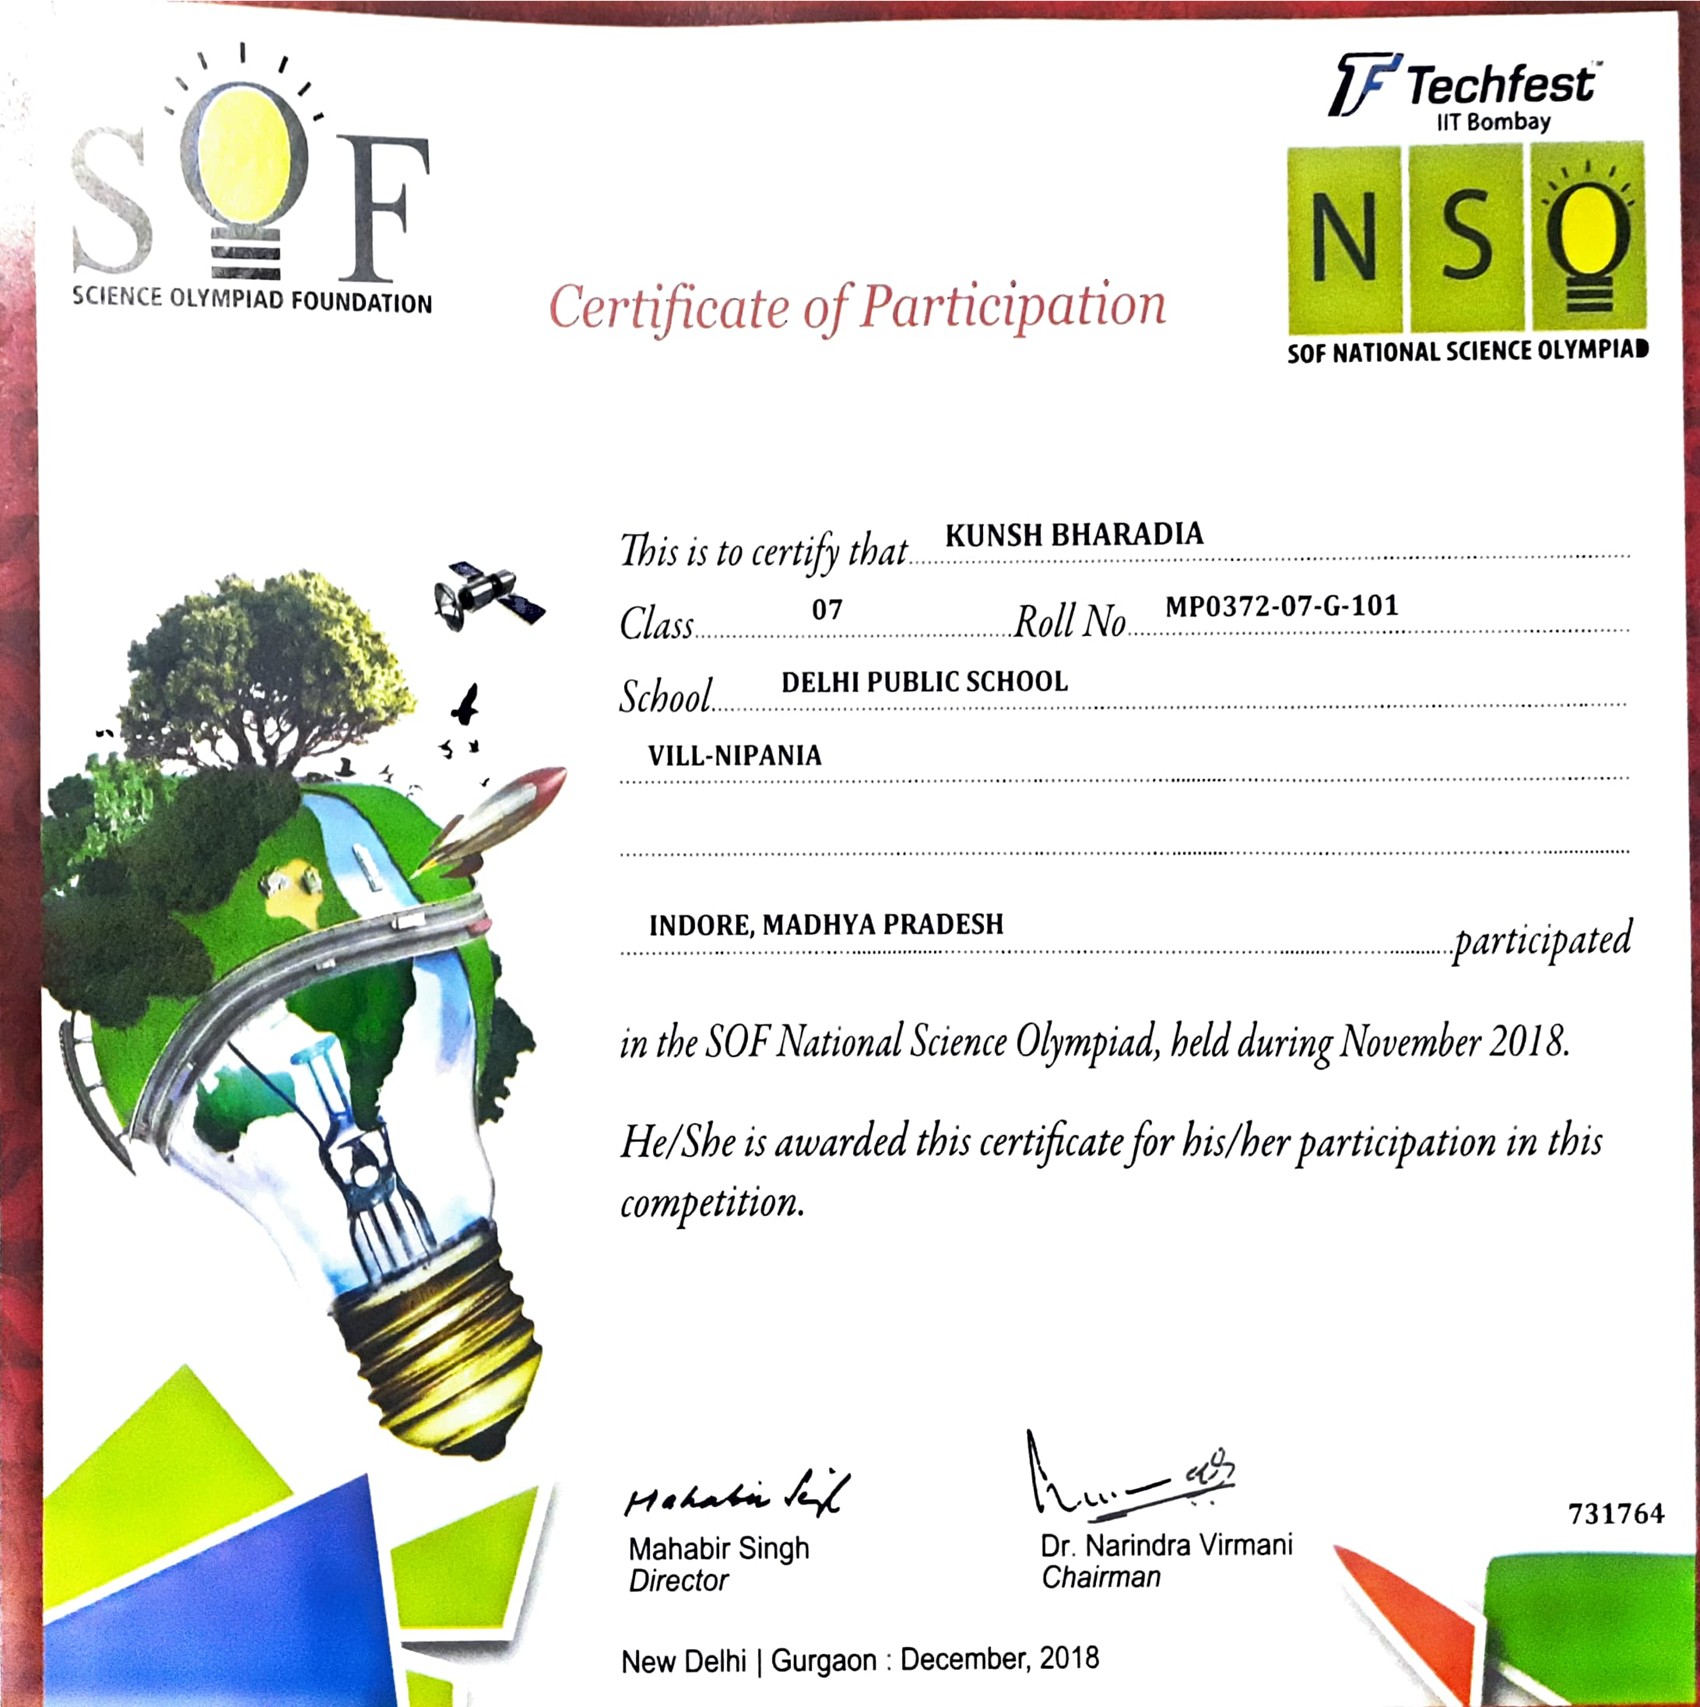 SOF
SCIENCE OLYMPIAD FOUNDATION
TF Techfest™
IIT Bombay
NSO
SOF NATIONAL SCIENCE OLYMPIAD
Certificate of Participation
This is to certify that KUNSH BHARADIA
Class 07 Roll No MP0372-07-G-101
School DELHI PUBLIC SCHOOL
VILL-NIPANIA
INDORE, MADHYA PRADESH participated
in the SOF National Science Olympiad, held during November 2018.
He/She is awarded this certificate for his/her participation in this
competition.
Mahabir Singh
Mahabir Singh
Director
Dr. Narindra Virmani
Chairman
731764
New Delhi | Gurgaon : December, 2018